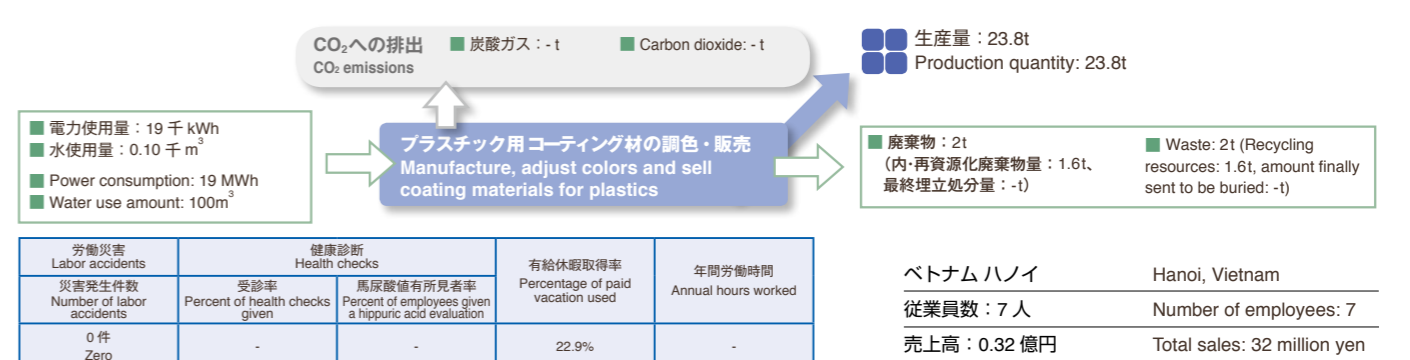 CO₂への排出
CO₂ emissions
■ 炭酸ガス：- t
■ Carbon dioxide: - t
生産量：23.8t
Production quantity: 23.8t
■ 電力使用量：19 千 kWh
■ 水使用量：0.10 千 m³
■ Power consumption: 19 MWh
■ Water use amount: 100m³
プラスチック用コーティング材の調色・販売
Manufacture, adjust colors and sell
coating materials for plastics
■ 廃棄物：2t
（内・再資源化廃棄物量：1.6t、
最終埋立処分量：-t）
■ Waste: 2t (Recycling
resources: 1.6t, amount finally
sent to be buried: -t)
労働災害
Labor accidents
健康診断
Health checks
有給休暇取得率
Percentage of paid
vacation used
年間労働時間
Annual hours worked
災害発生件数
Number of labor
accidents
受診率
Percent of health checks
given
馬尿酸値有所見者率
Percent of employees given
a hippuric acid evaluation
0 件
Zero
-
-
22.9%
-
ベトナム ハノイ
Hanoi, Vietnam
従業員数：7 人
Number of employees: 7
売上高：0.32 億円
Total sales: 32 million yen